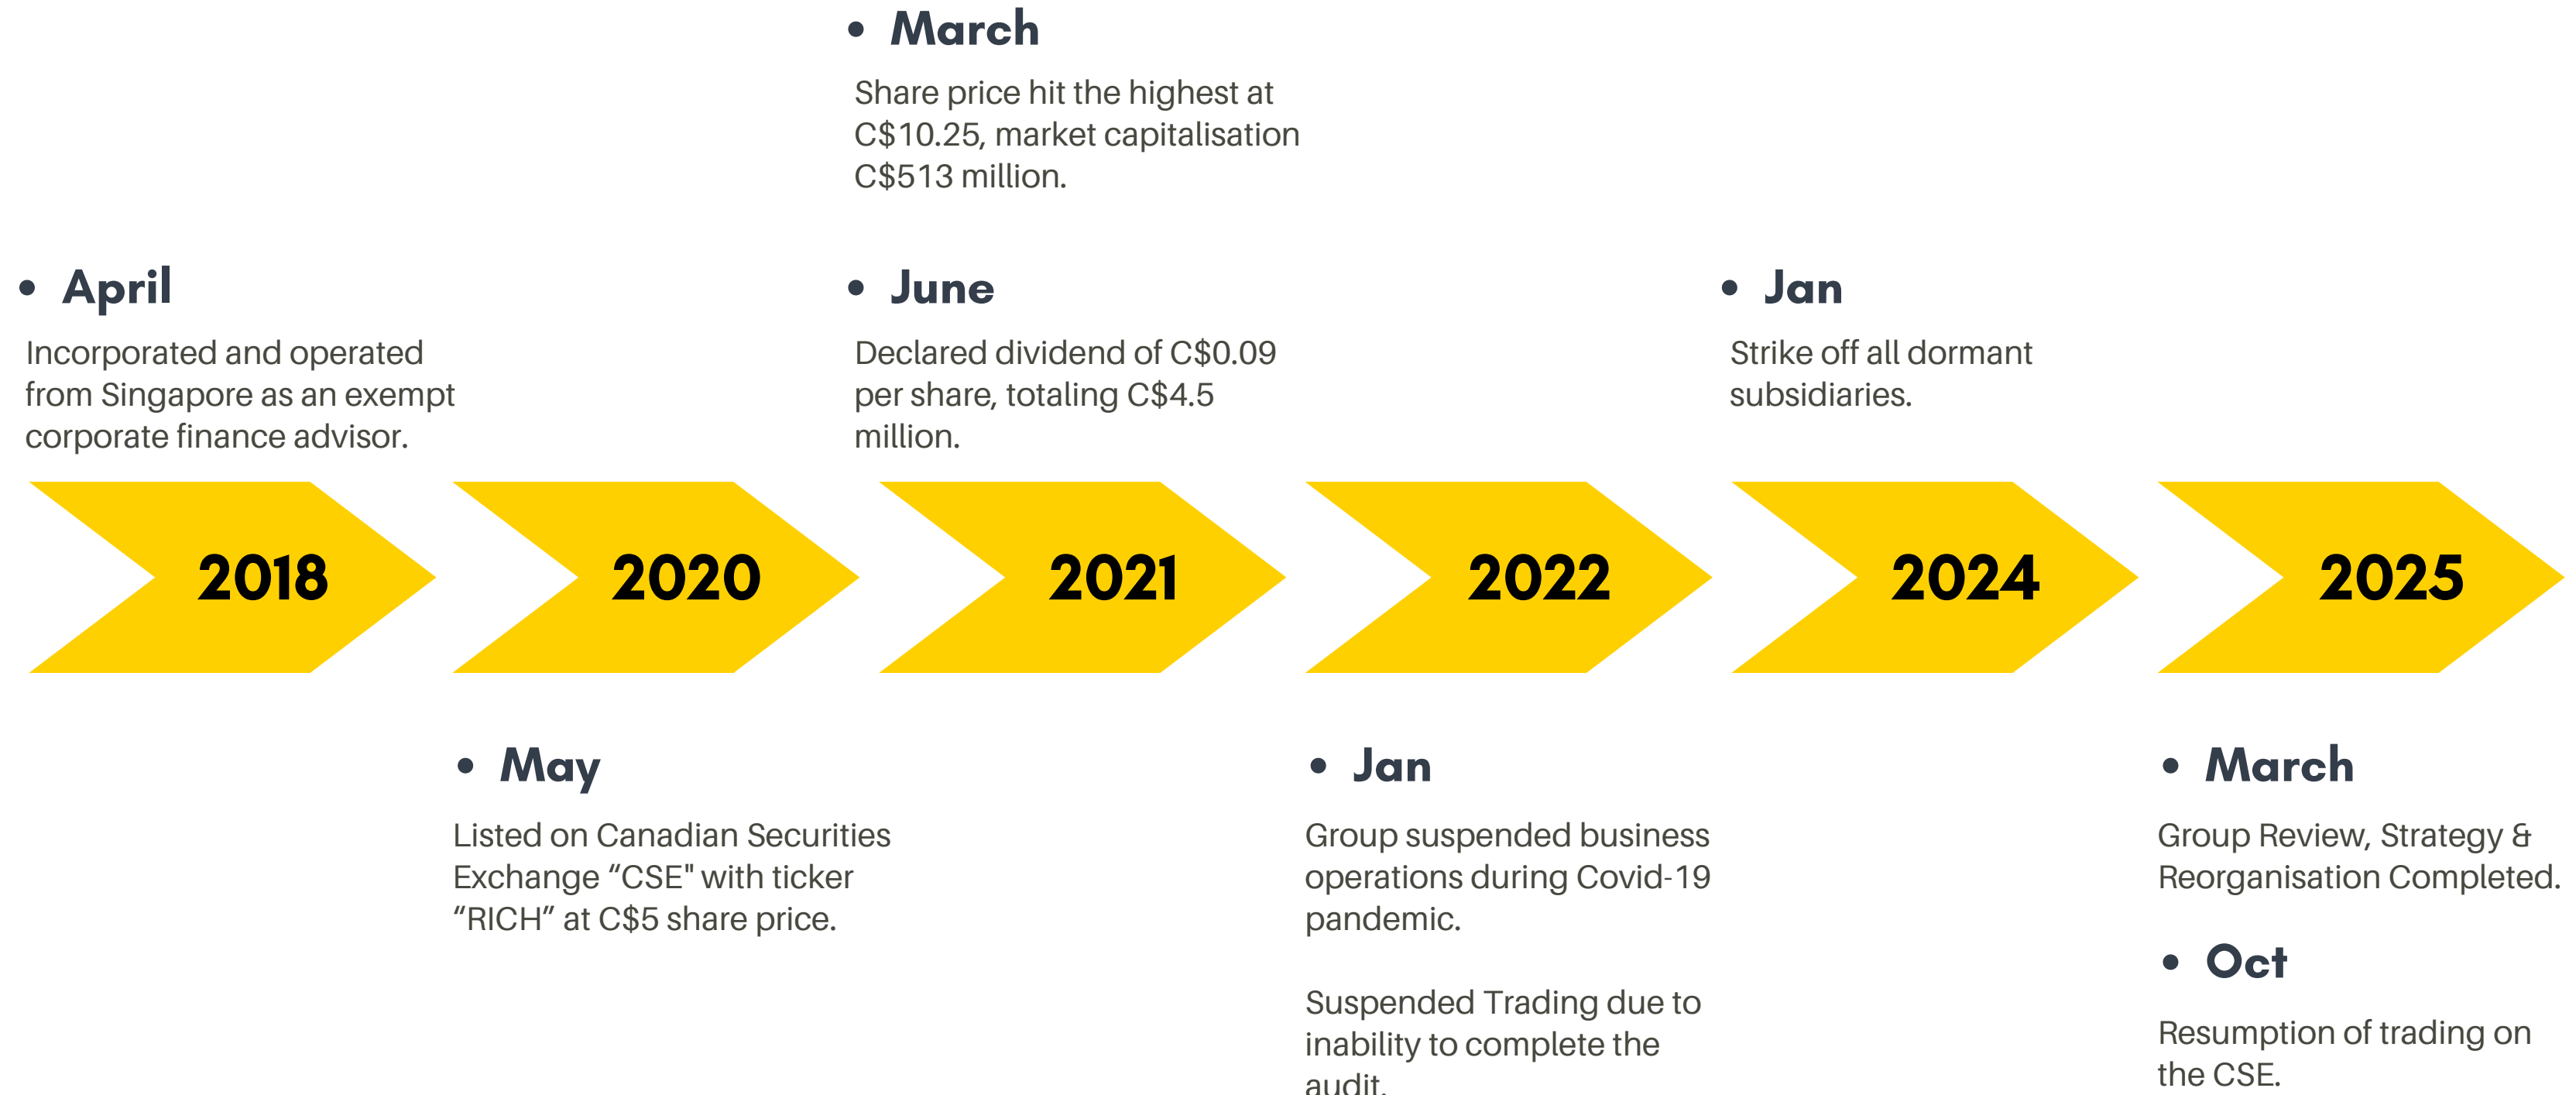 • March
Share price hit the highest at
C$10.25, market capitalisation
C$513 million.
• April
Incorporated and operated
from Singapore as an exempt
corporate finance advisor.
• June
Declared dividend of C$0.09
per share, totaling C$4.5
million.
• Jan
Strike off all dormant
subsidiaries.
2018
2020
2021
2022
2024
2025
• May
Listed on Canadian Securities
Exchange “CSE" with ticker
“RICH” at C$5 share price.
• Jan
Group suspended business
operations during Covid-19
pandemic.
Suspended Trading due to
inability to complete the
audit.
• March
Group Review, Strategy &
Reorganisation Completed.
• Oct
Resumption of trading on
the CSE.